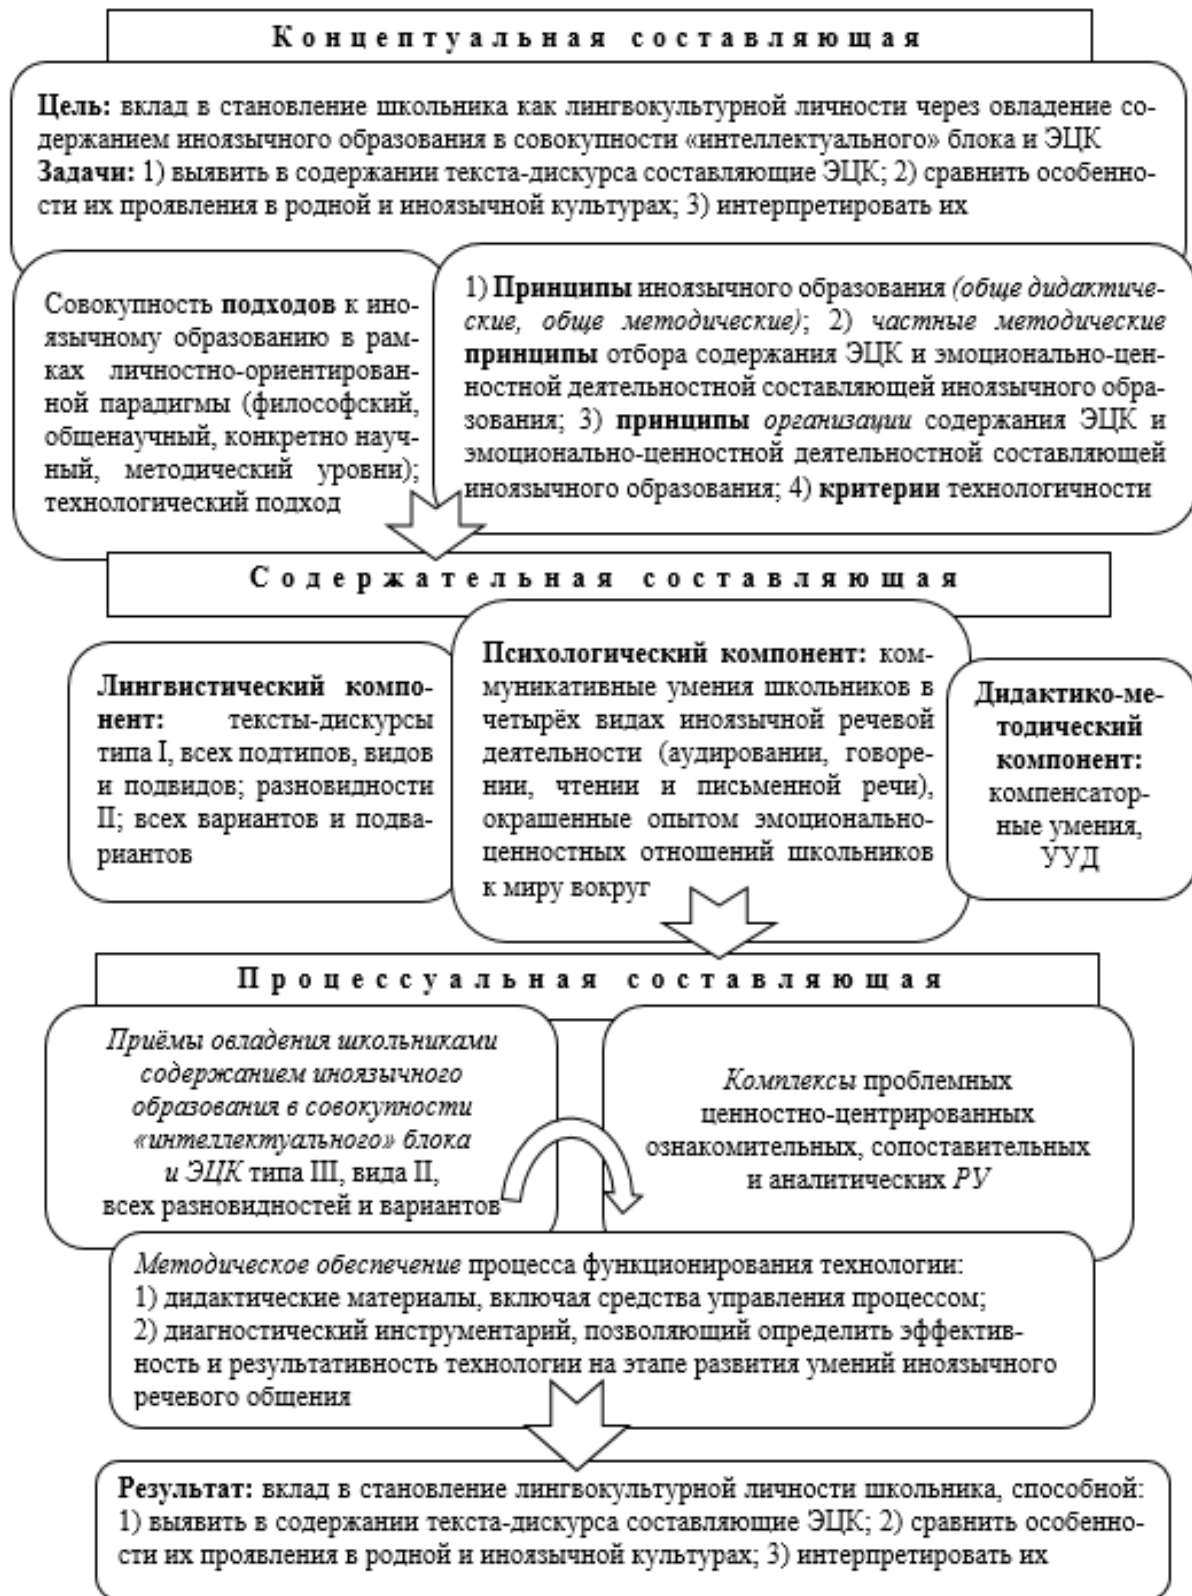 Концептуальная составляющая
Цель: вклад в становление школьника как лингвокультурной личности через овладение со-
держанием иноязычного образования в совокупности «интеллектуального» блока и ЭЦК
Задачи: 1) выявить в содержании текста-дискурса составляющие ЭЦК; 2) сравнить особенно-
сти их проявления в родной и иноязычной культурах; 3) интерпретировать их
Совокупность подходов к ино-
язычному образованию в рам-
ках личностно-ориентирован-
ной парадигмы (философский,
общенаучный, конкретно науч-
ный, методический уровни);
технологический подход
1) Принципы иноязычного образования (обще дидактиче-
ские, обще методические); 2) частные методические
принципы отбора содержания ЭЦК и эмоционально-цен-
ностной деятельностной составляющей иноязычного обра-
зования; 3) принципы организации содержания ЭЦК и
эмоционально-ценностной деятельностной составляющей
иноязычного образования; 4) критерии технологичности
Содержательная составляющая
Лингвистический компо-
нент: тексты-дискурсы
типа I, всех подтипов, видов
и подвидов; разновидности
II; всех вариантов и подва-
риантов
Психологический компонент: ком-
муникативные умения школьников в
четырёх видах иноязычной речевой
деятельности (аудировании, говоре-
нии, чтении и письменной речи),
окрашенные опытом эмоционально-
ценностных отношений школьников
к миру вокруг
Дидактико-ме-
тодический
компонент:
компенсатор-
ные умения,
УУД
Процессуальная составляющая
Приёмы овладения школьниками
содержанием иноязычного
образования в совокупности
«интеллектуального» блока
и ЭЦК типа III, вида II,
всех разновидностей и вариантов
Комплексы проблемных
ценностно-центрированных
ознакомительных, сопоставительных
и аналитических РУ
Методическое обеспечение процесса функционирования технологии:
1) дидактические материалы, включая средства управления процессом;
2) диагностический инструментарий, позволяющий определить эффектив-
ность и результативность технологии на этапе развития умений иноязычного
речевого общения
Результат: вклад в становление лингвокультурной личности школьника, способной:
1) выявить в содержании текста-дискурса составляющие ЭЦК; 2) сравнить особенно-
сти их проявления в родной и иноязычной культурах; 3) интерпретировать их